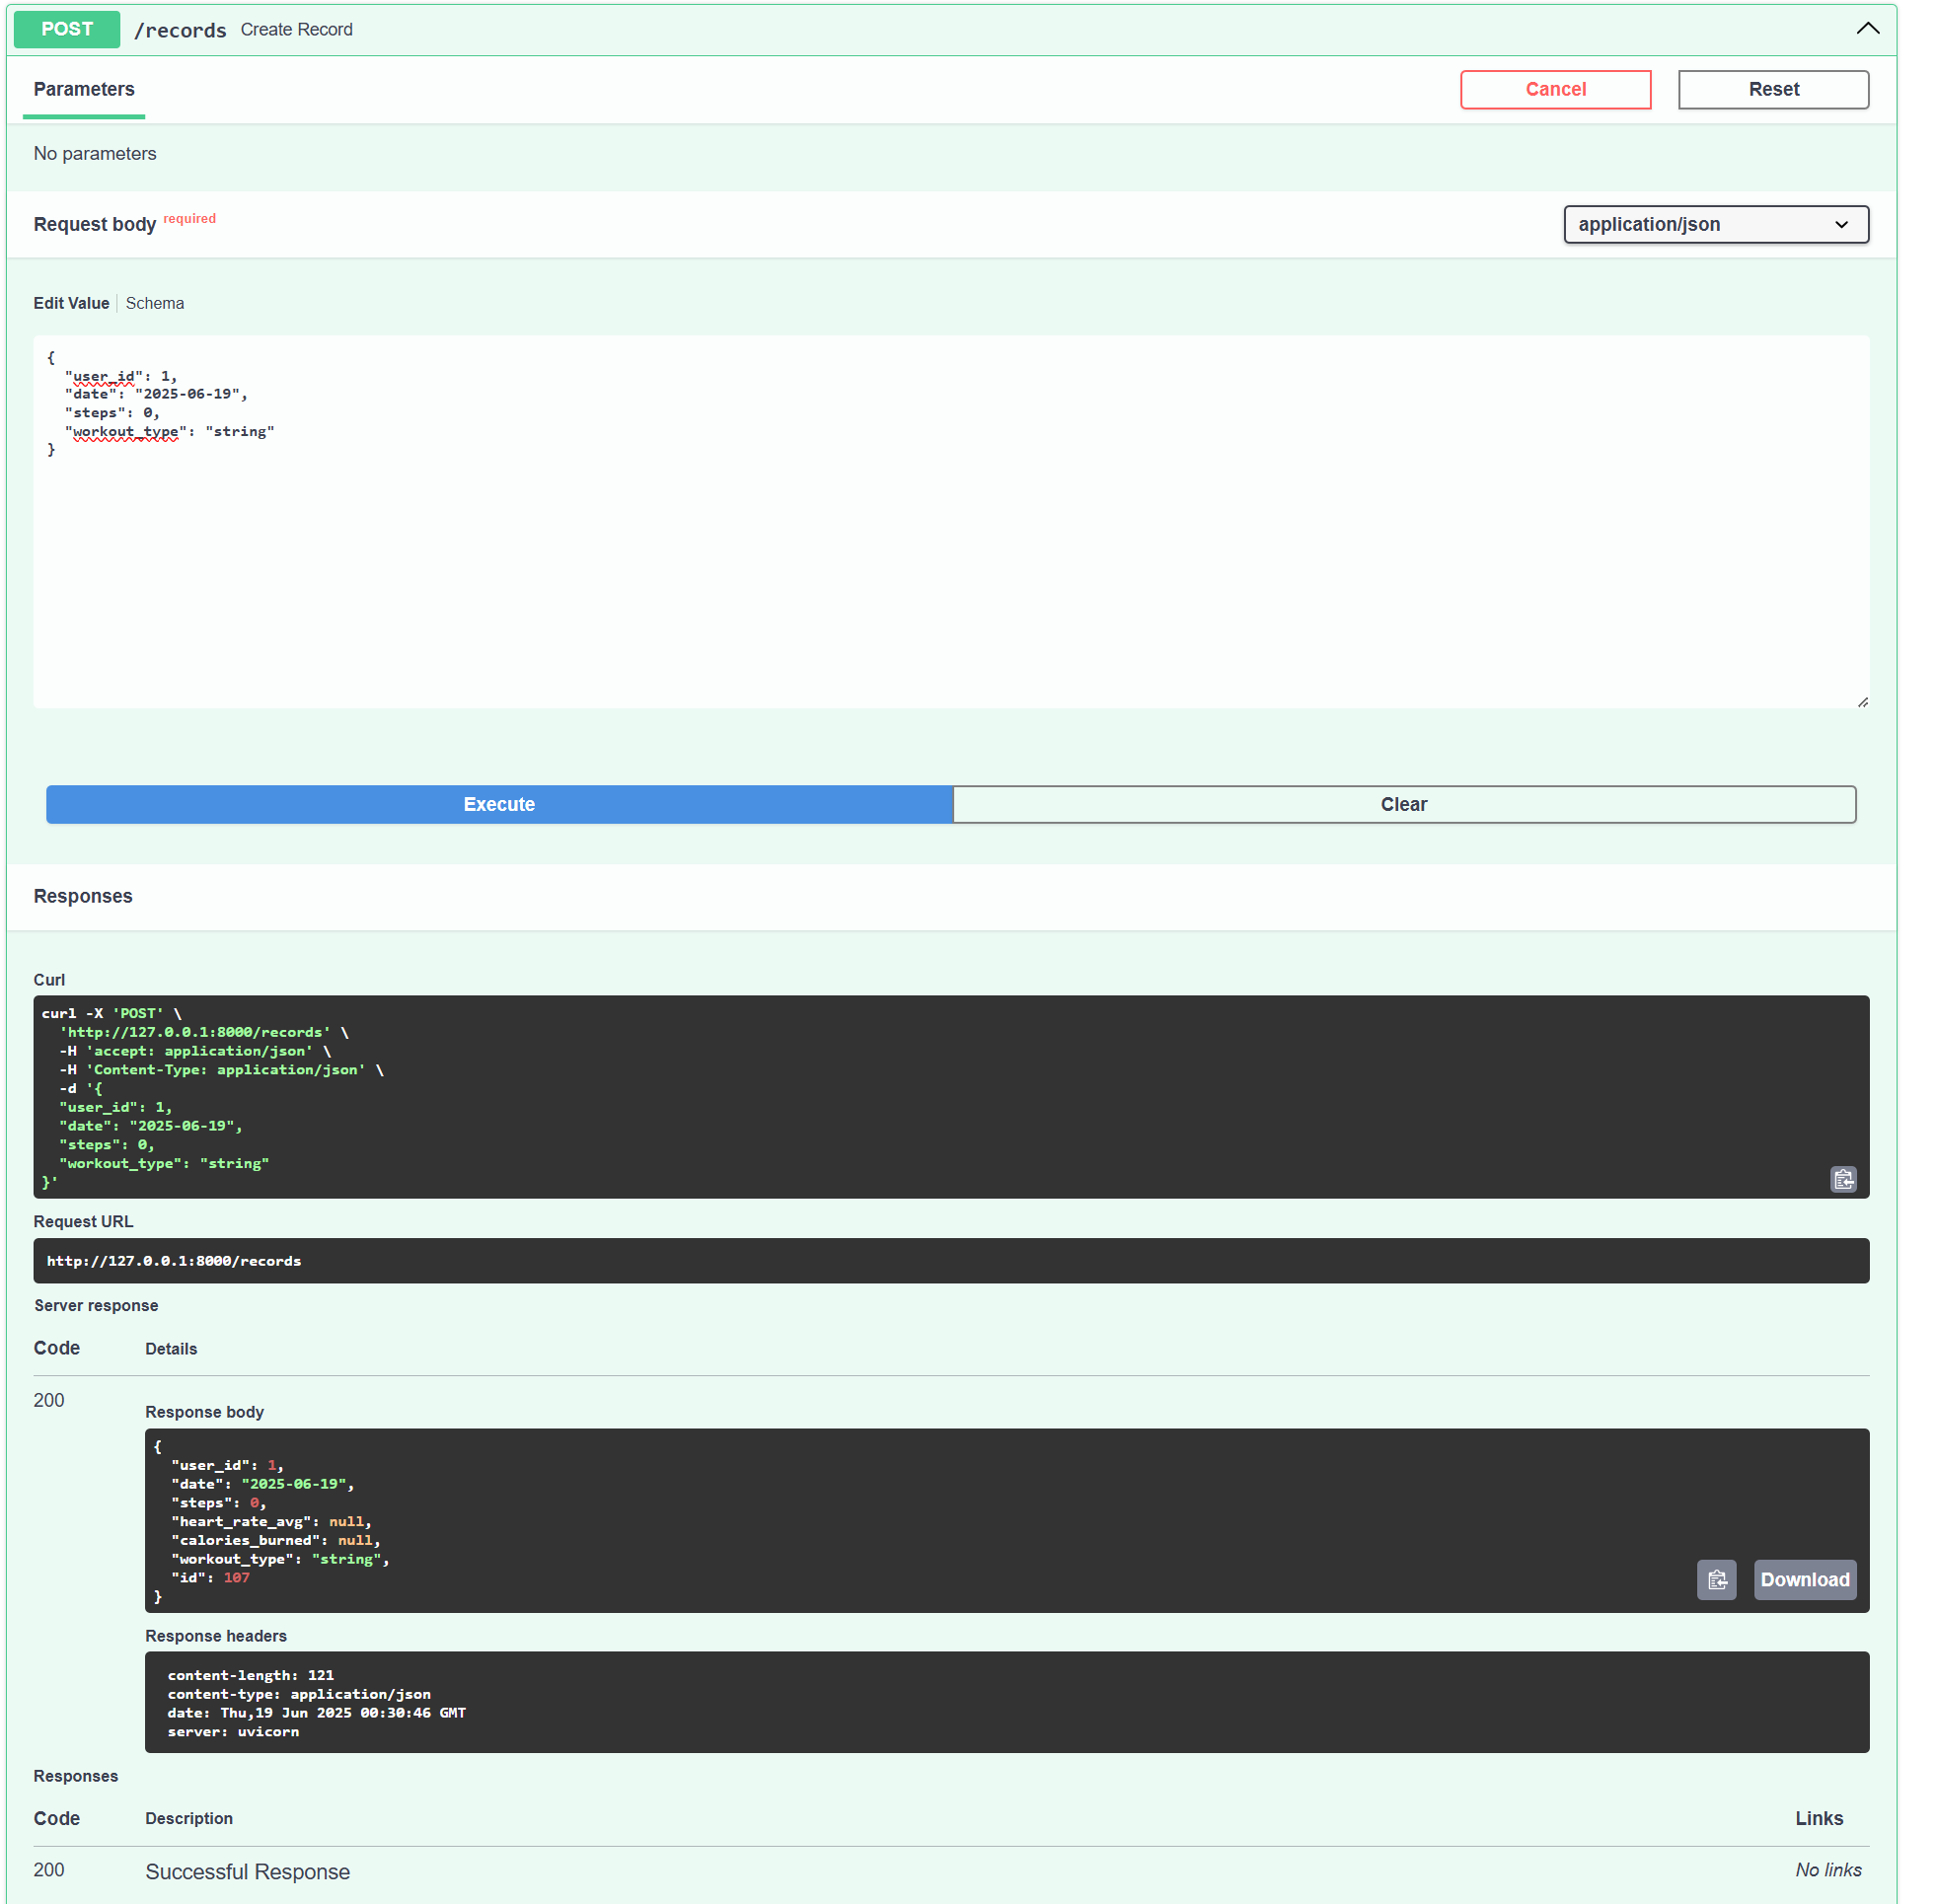 POST /records Create Record
Parameters
Cancel
Reset
No parameters
Request body required
application/json
Edit Value | Schema
{
  "user_id": 1,
  "date": "2025-06-19",
  "steps": 0,
  "workout_type": "string"
}
Execute
Clear
Responses
Curl
curl -X 'POST' \
  'http://127.0.0.1:8000/records' \
  -H 'accept: application/json' \
  -H 'Content-Type: application/json' \
  -d '{
  "user_id": 1,
  "date": "2025-06-19",
  "steps": 0,
  "workout_type": "string"
}'
Request URL
http://127.0.0.1:8000/records
Server response
Code Details
200
Response body
{
  "user_id": 1,
  "date": "2025-06-19",
  "steps": 0,
  "heart_rate_avg": null,
  "calories_burned": null,
  "workout_type": "string",
  "id": 107
}
Download
Response headers
content-length: 121
content-type: application/json
date: Thu,19 Jun 2025 00:30:46 GMT
server: uvicorn
Responses
Code Description Links
200 Successful Response No links